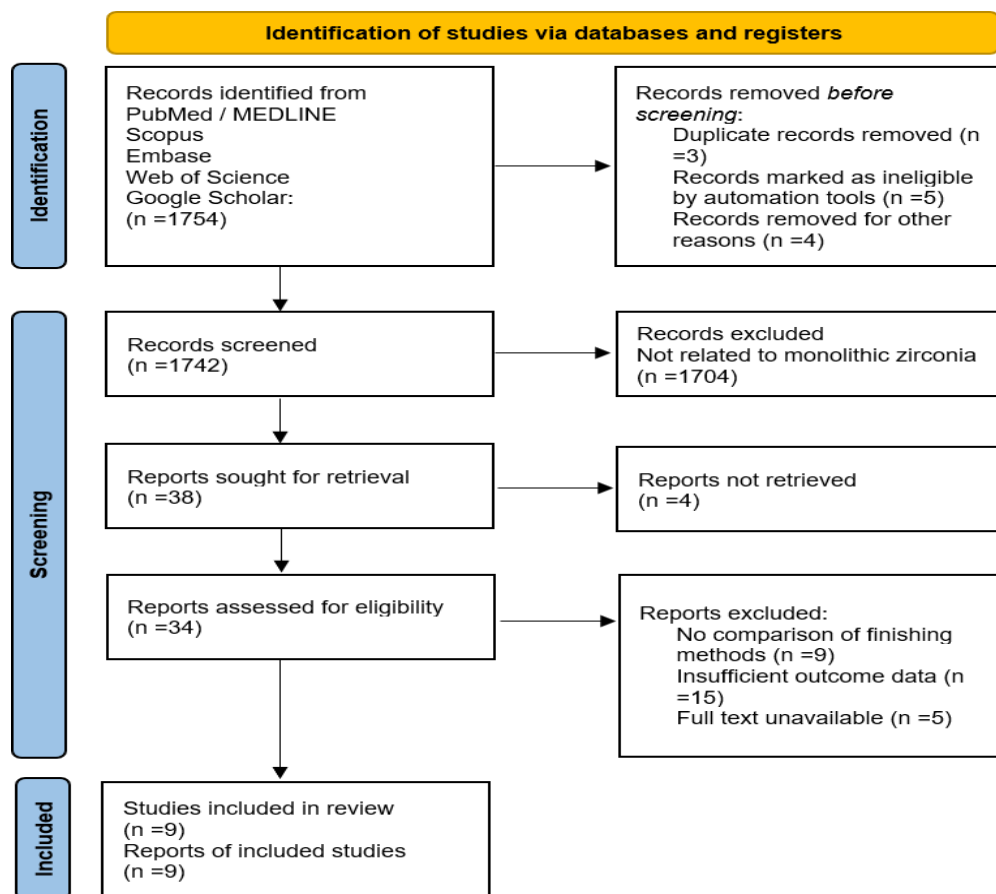 Identification of studies via databases and registers
Identification
Records identified from
PubMed / MEDLINE
Scopus
Embase
Web of Science
Google Scholar:
(n =1754)
Records removed before
screening:
Duplicate records removed (n
=3)
Records marked as ineligible
by automation tools (n =5)
Records removed for other
reasons (n =4)
Screening
Records screened
(n =1742)
Records excluded
Not related to monolithic zirconia
(n =1704)
Reports sought for retrieval
(n =38)
Reports not retrieved
(n =4)
Reports assessed for eligibility
(n =34)
Reports excluded:
No comparison of finishing
methods (n =9)
Insufficient outcome data (n
=15)
Full text unavailable (n =5)
Included
Studies included in review
(n =9)
Reports of included studies
(n =9)